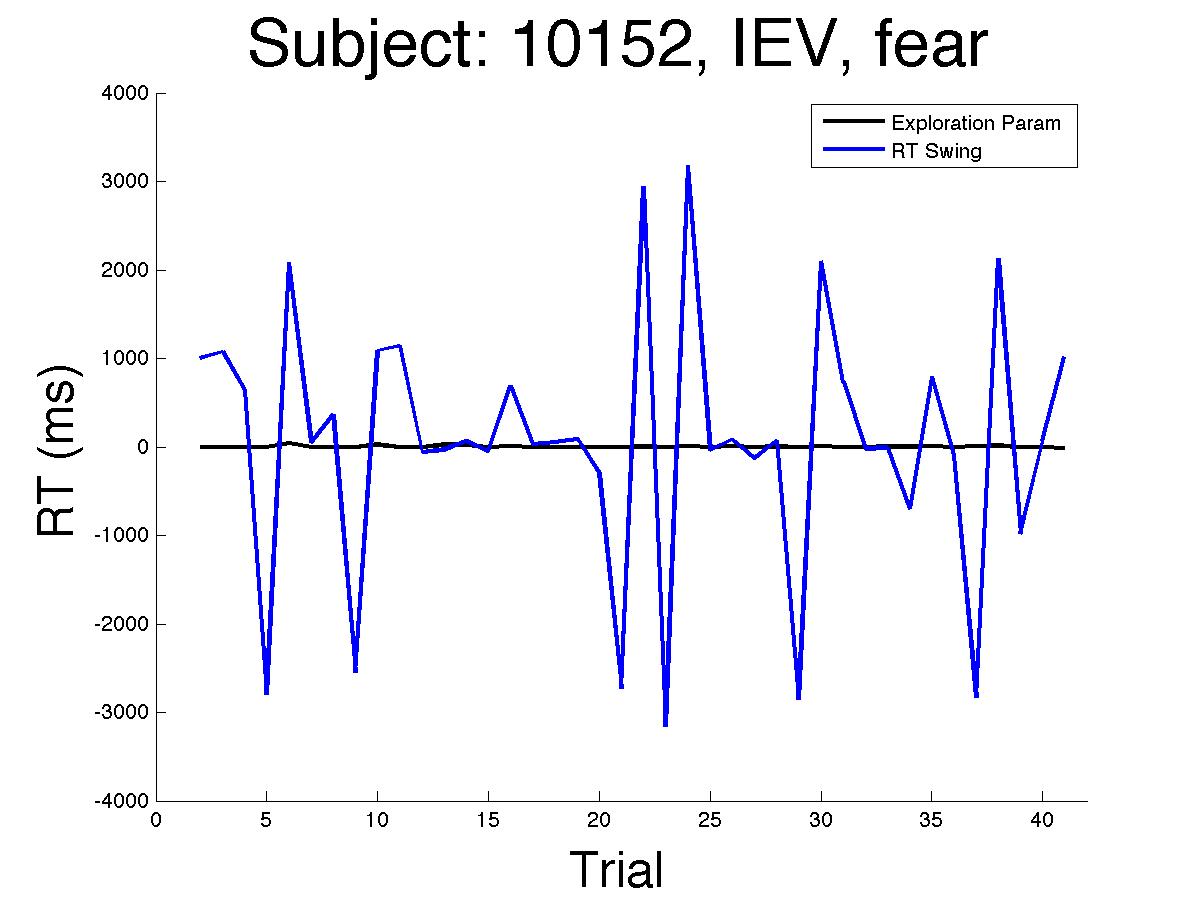 Subject: 10152, IEV, fear
Exploration Param
RT Swing
4000
3000
2000
1000
0
-1000
-2000
-3000
-4000
RT (ms)
0 5 10 15 20 25 30 35 40
Trial